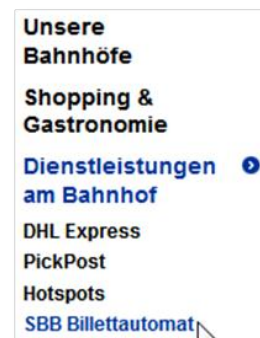 Unsere
Bahnhöfe
Shopping &
Gastronomie
Dienstleistungen
am Bahnhof
DHL Express
PickPost
Hotspots
SBB Billettautomat